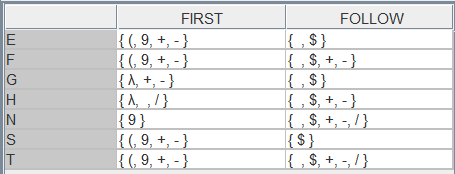 FIRST FOLLOW
E { (, 9, +, - } { , $ }
F { (, 9, +, - } { , $, +, - }
G { λ, +, - } { , $ }
H { λ, , / } { , $, +, - }
N { 9 } { , $, +, -, / }
S { (, 9, +, - } { $ }
T { (, 9, +, - } { , $, +, -, / }